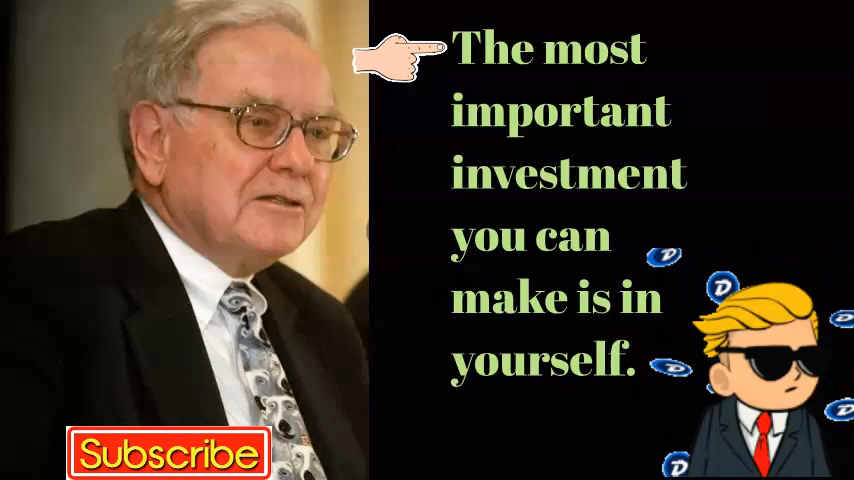 The most
important
investment
you can
make is in
yourself.
Subscribe